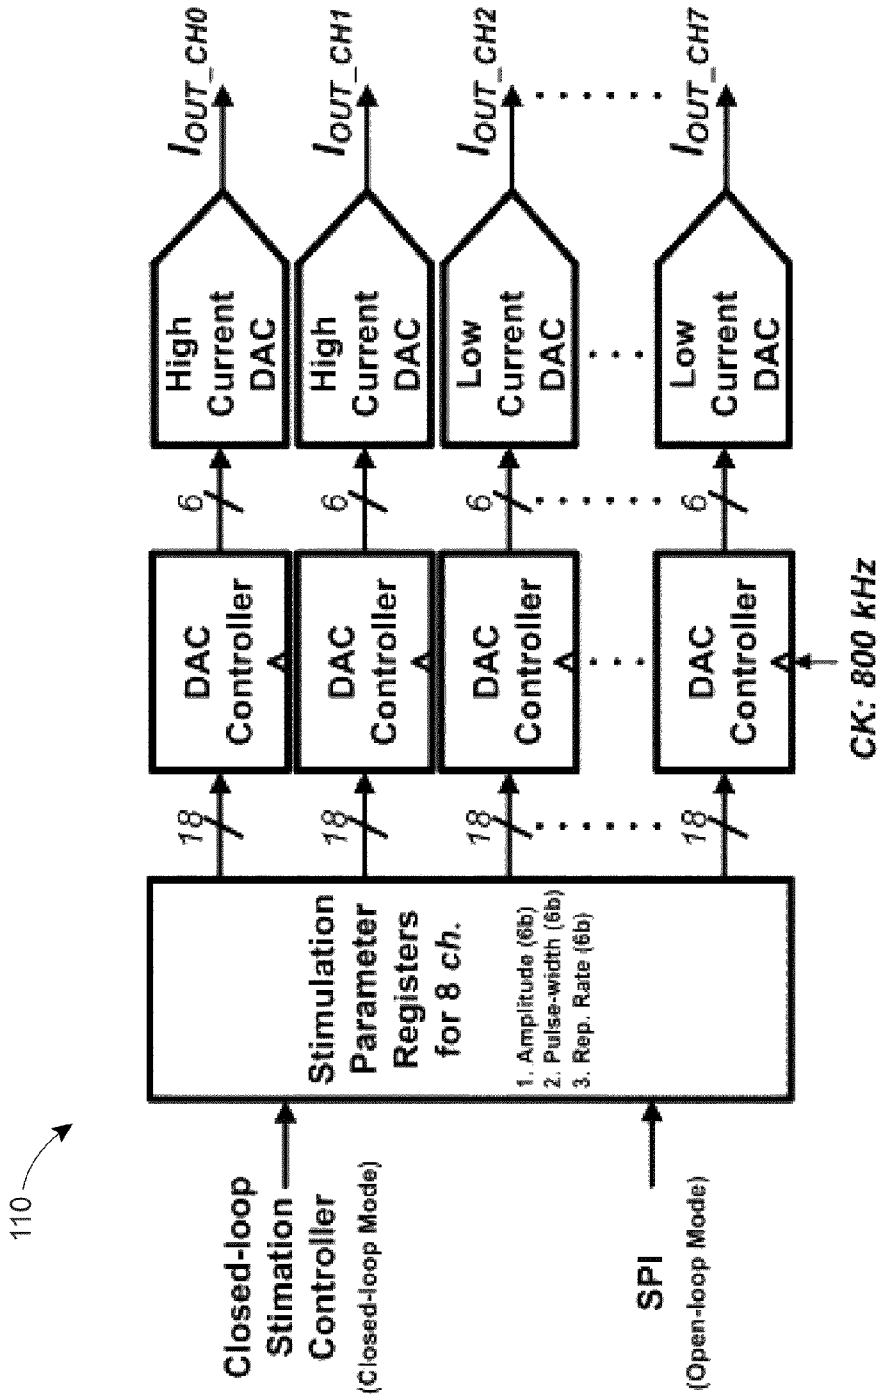 110
Closed-loop
Stimation
Controller
(Closed-loop Mode)
SPI
(Open-loop Mode)
Stimulation
Parameter
Registers
for 8 ch.
1. Amplitude (6b)
2. Pulse-width (6b)
3. Rep. Rate (6b)
18
DAC
Controller
6
High
Current
DAC
IOUT_CH0
18
DAC
Controller
6
High
Current
DAC
IOUT_CH1
18
DAC
Controller
6
Low
Current
DAC
IOUT_CH2
18
DAC
Controller
6
Low
Current
DAC
IOUT_CH7
CK: 800 kHz